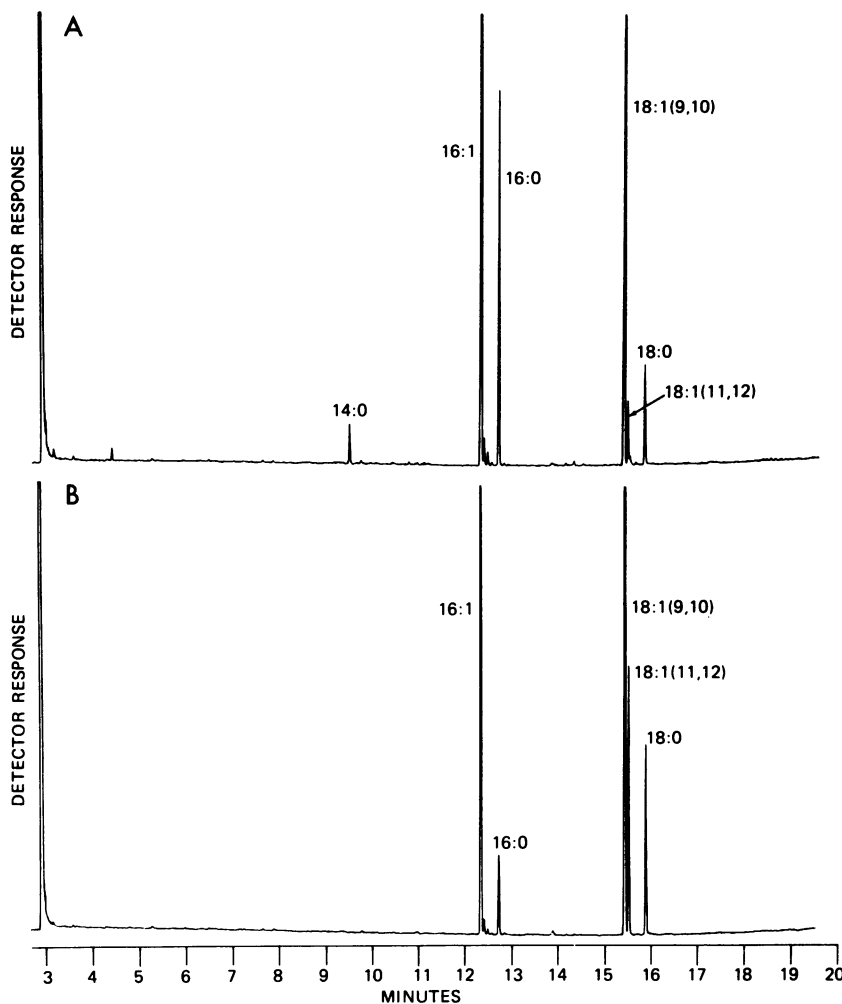 A
DETECTOR RESPONSE
14:0
16:1
16:0
18:1(9,10)
18:0
18:1(11,12)
B
DETECTOR RESPONSE
16:1
16:0
18:1(9,10)
18:1(11,12)
18:0
3 4 5 6 7 8 9 10 11 12 13 14 15 16 17 18 19 20
MINUTES